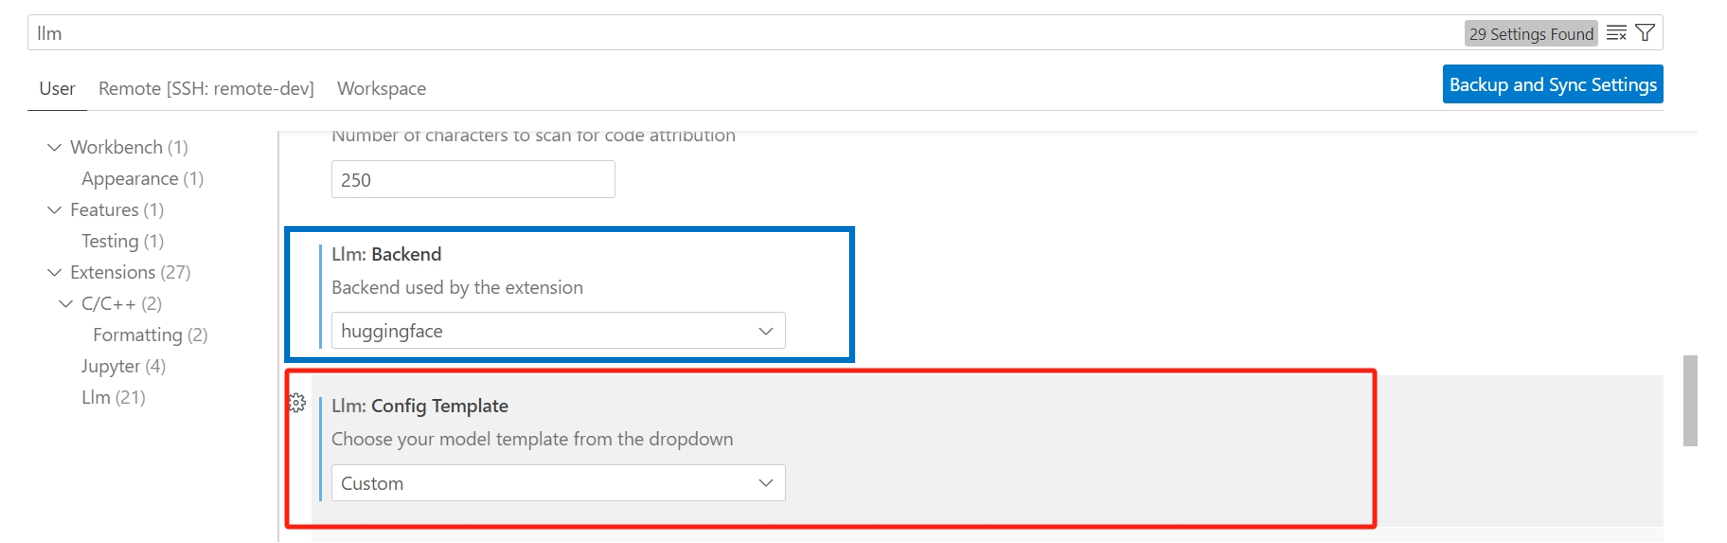 llm
29 Settings Found
User Remote [SSH: remote-dev] Workspace
Backup and Sync Settings
Workbench (1)
Appearance (1)
Features (1)
Testing (1)
Extensions (27)
C/C++ (2)
Formatting (2)
Jupyter (4)
Llm (21)
Number of characters to scan for code attribution
250
Llm: Backend
Backend used by the extension
huggingface
Llm: Config Template
Choose your model template from the dropdown
Custom